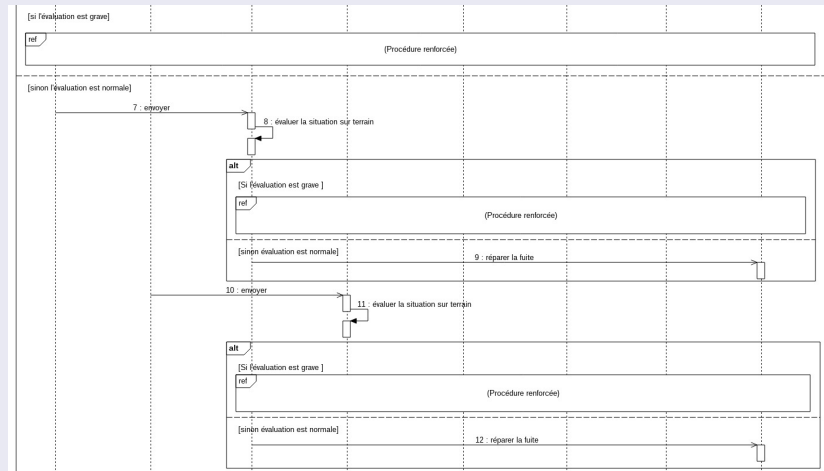 [si l'évaluation est grave]
ref
(Procédure renforcée)
[sinon l'évaluation est normale]
7 : envoyer
8 : évaluer la situation sur terrain
alt
[Si l'évaluation est grave ]
ref
(Procédure renforcée)
[sinon évaluation est normale]
9 : réparer la fuite
10 : envoyer
11 : évaluer la situation sur terrain
alt
[Si l'évaluation est grave ]
ref
(Procédure renforcée)
[sinon évaluation est normale]
12 : réparer la fuite